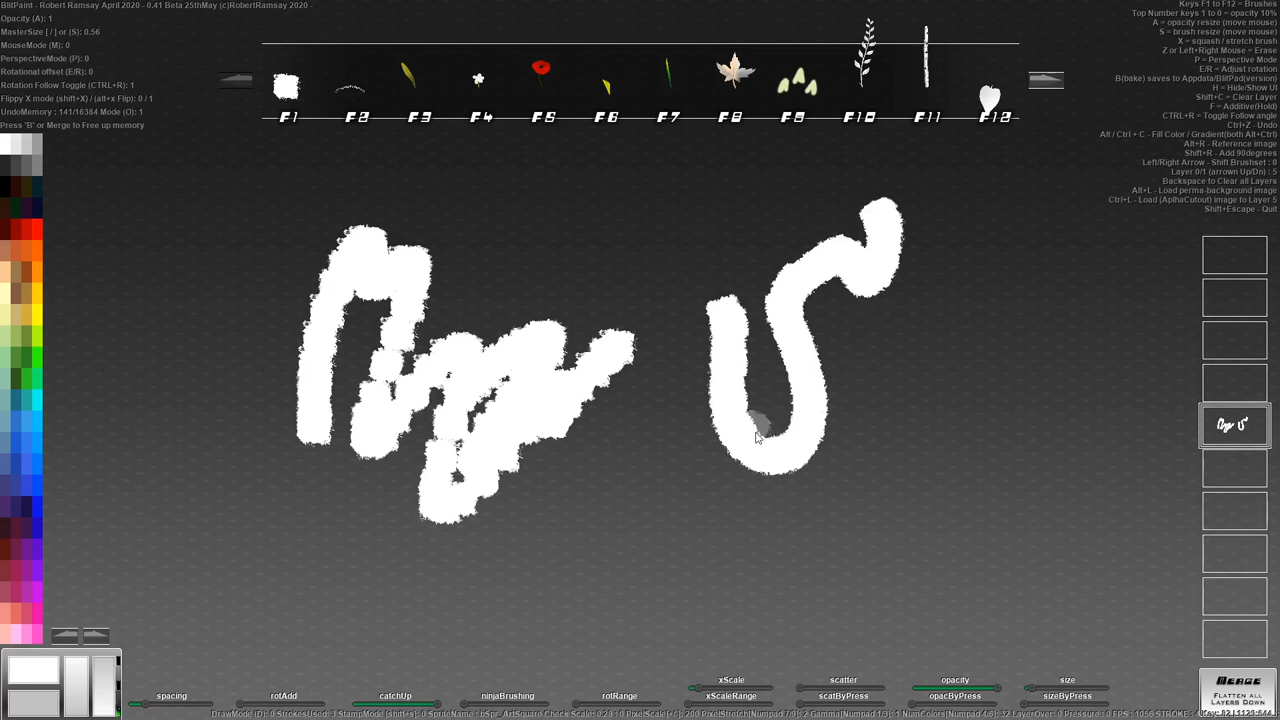 BlitPaint - Robert Ramsay April 2020 - 0.41 Beta 25thMay (c)RobertRamsay 2020 -
Opacity (A): 1
MasterSize [ / ] or (S): 0.56
MouseMode (M): 0
PerspectiveMode (P): 0
Rotational offset (E/R): 0
Rotation Follow Toggle (CTRL+R): 1
Flippy X mode (shift+X) / (alt+x Flip): 0 / 1
UndoMemory : 141/16384 Mode (O): 1
Press 'B' or Merge to Free up memory
Keys F1 to F12 = Brushes
Top Number keys 1 to 0 = opacity 10%
A = opacity resize (move mouse)
S = brush resize (move mouse)
X = squash / stretch brush
Z or Left+Right Mouse = Erase
P = Perspective Mode
E/R = Adjust rotation
B(bake) saves to Appdata/BlitPad(version)
H = Hide/Show UI
Shift+C = Clear Layer
F = Additive(Hold)
CTRL+R = Toggle Follow angle
Ctrl+Z - Undo
Alt / Ctrl + C - Fill Color / Gradient(both Alt+Ctrl)
Alt+R - Reference image
Shift+R - Add 90degrees
Left/Right Arrow - Shift Brushset : 0
Layer 0/1 (arrown Up/Dn) : 5
Backspace to Clear all Layers
Alt+L - Load perma-background image
Ctrl+L - Load (AplhaCutout) image to Layer 5
Shift+Escape - Quit
F1 F2 F3 F4 F5 F6 F7 F8 F9 F10 F11 F12
xScale scatter opacity size
spacing rotAdd catchUp ninjaBrushing rotRange xScaleRange scatByPress opacByPress sizeByPress
Merge
Flatten all
Layers Down